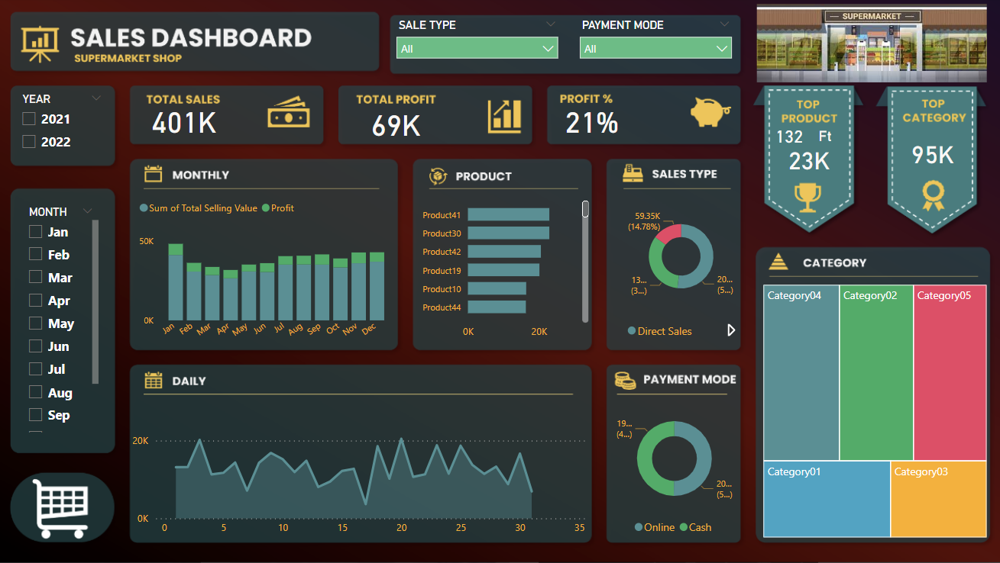 SALES DASHBOARD
SUPERMARKET SHOP
SALE TYPE
All
PAYMENT MODE
All
SUPERMARKET
YEAR
2021
2022
TOTAL SALES
401K
TOTAL PROFIT
69K
PROFIT %
21%
TOP
PRODUCT
132 Ft
23K
TOP
CATEGORY
95K
MONTH
Jan
Feb
Mar
Apr
May
Jun
Jul
Aug
Sep
MONTHLY
Sum of Total Selling Value Profit
50K
0K
Jan Feb Mar Apr May Jun Jul Aug Sep Oct Nov Dec
PRODUCT
Product41
Product30
Product42
Product19
Product10
Product44
0K 20K
SALES TYPE
59.35K
(14.78%)
13...
(3...)
20...
(5...)
Direct Sales
CATEGORY
Category04 Category02 Category05
Category01 Category03
DAILY
20K
0K
0 5 10 15 20 25 30 35
PAYMENT MODE
19...
(4...)
20...
(5...)
Online Cash